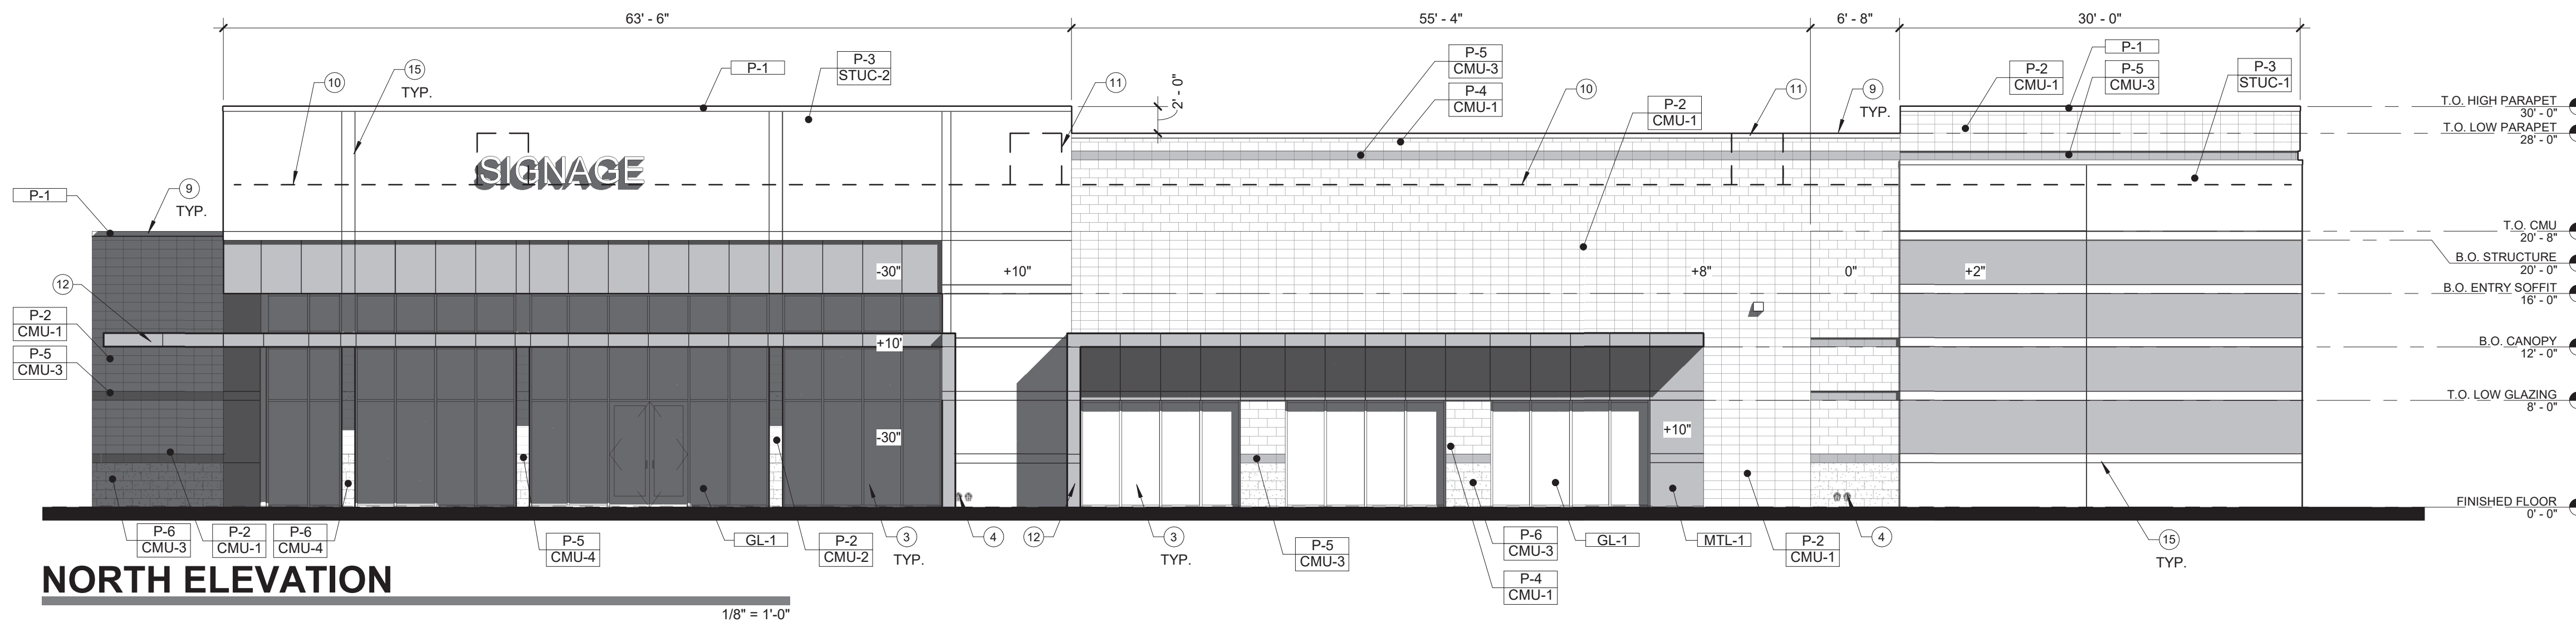 63' - 6"
55' - 4"
6' - 8"
30' - 0"
10
15
TYP.
P-1
P-3
STUC-2
11
2' - 0"
P-5
CMU-3
P-4
CMU-1
10
P-2
CMU-1
11
9
TYP.
P-2
CMU-1
P-1
P-5
CMU-3
P-3
STUC-1
T.O. HIGH PARAPET
30' - 0"
T.O. LOW PARAPET
28' - 0"
SIGNAGE
P-1
9
TYP.
T.O. CMU
20' - 8"
B.O. STRUCTURE
20' - 0"
B.O. ENTRY SOFFIT
16' - 0"
B.O. CANOPY
12' - 0"
T.O. LOW GLAZING
8' - 0"
FINISHED FLOOR
0' - 0"
12
-30"
+10"
+8"
0"
+2"
P-2
CMU-1
P-5
CMU-3
+10'
-30"
+10"
P-6
CMU-3
P-2
CMU-1
P-6
CMU-4
P-5
CMU-4
GL-1
P-2
CMU-2
3
TYP.
4
12
3
TYP.
P-5
CMU-3
P-6
CMU-3
P-4
CMU-1
GL-1
MTL-1
P-2
CMU-1
4
15
TYP.
NORTH ELEVATION
1/8" = 1'-0"